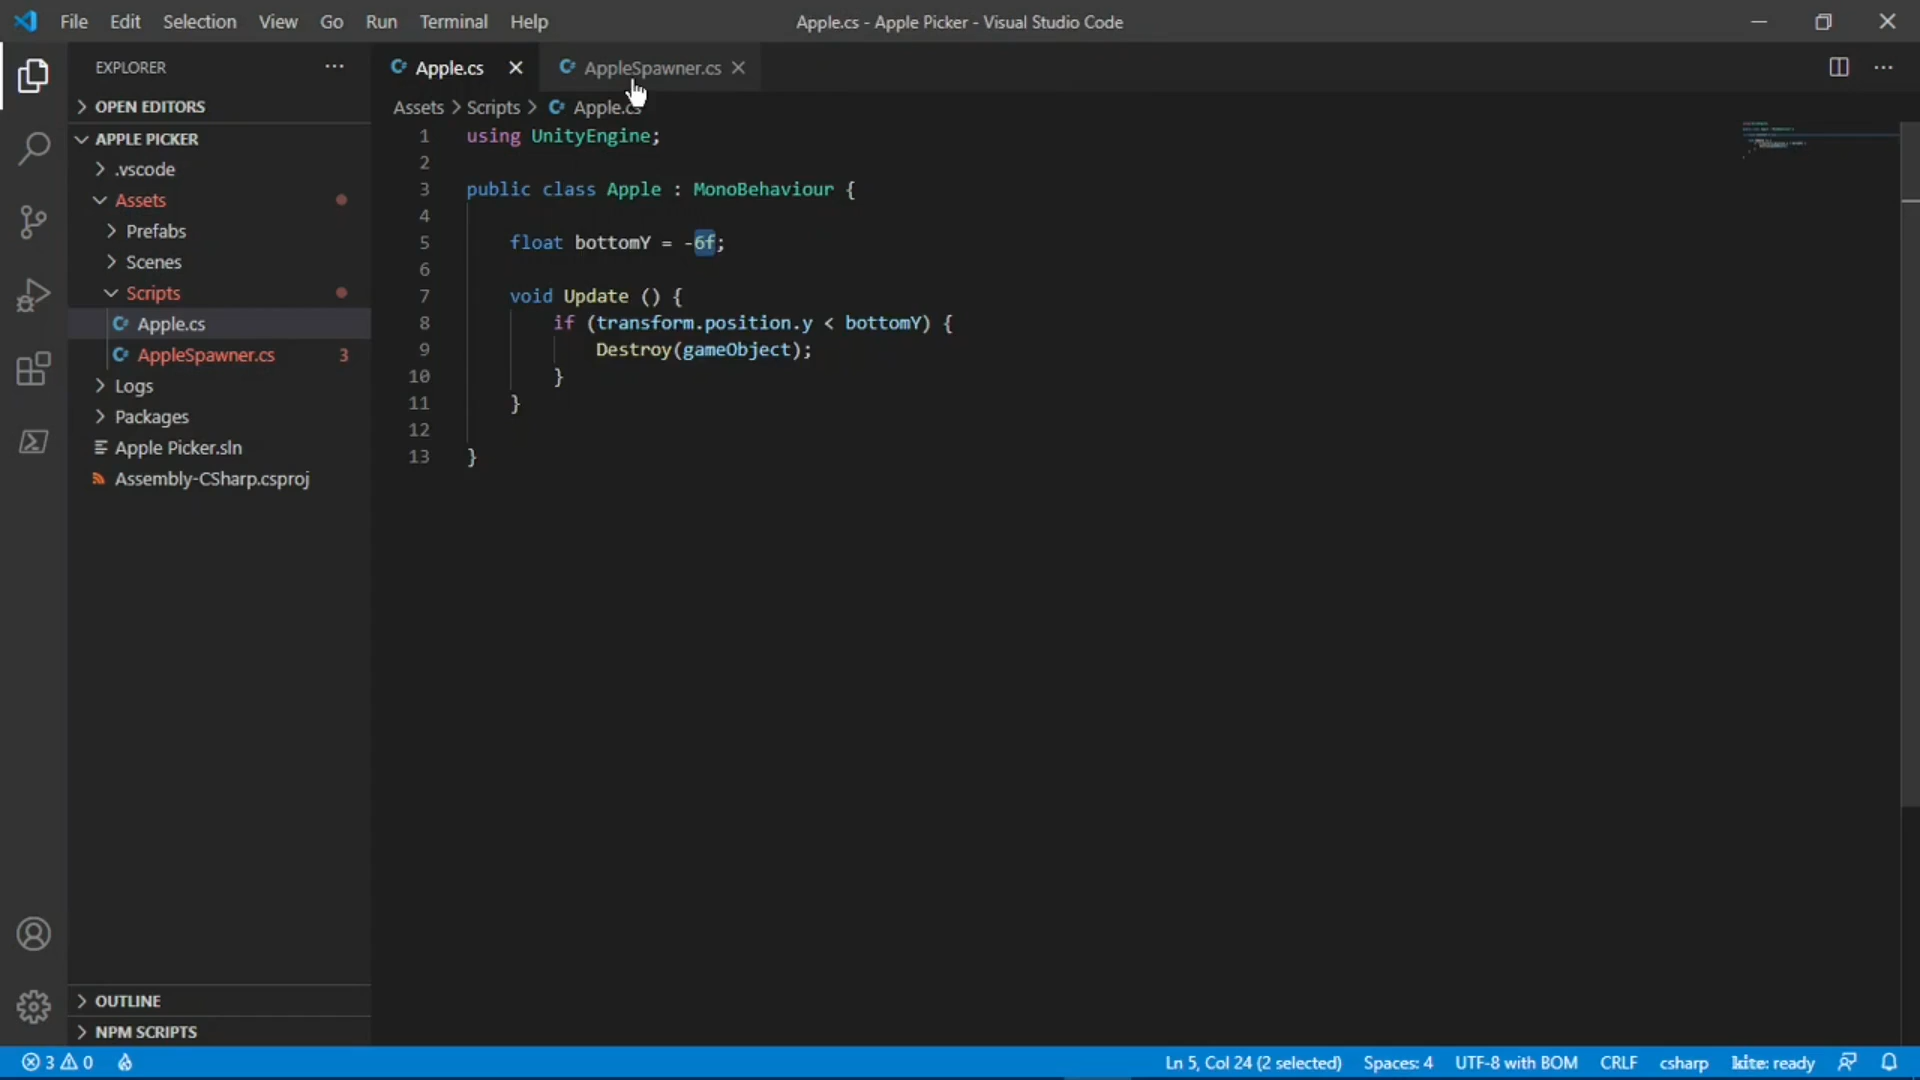 File Edit Selection View Go Run Terminal Help
Apple.cs - Apple Picker - Visual Studio Code
EXPLORER
OPEN EDITORS
APPLE PICKER
.vscode
Assets
Prefabs
Scenes
Scripts
Apple.cs
AppleSpawner.cs 3
Logs
Packages
Apple Picker.sln
Assembly-CSharp.csproj
OUTLINE
NPM SCRIPTS
Apple.cs AppleSpawner.cs
Assets > Scripts > Apple.cs
1 using UnityEngine;
2
3 public class Apple : MonoBehaviour {
4
5 float bottomY = -6f;
6
7 void Update () {
8 if (transform.position.y < bottomY) {
9 Destroy(gameObject);
10 }
11 }
12
13 }
3 0 Ln 5, Col 24 (2 selected) Spaces: 4 UTF-8 with BOM CRLF csharp kite: ready